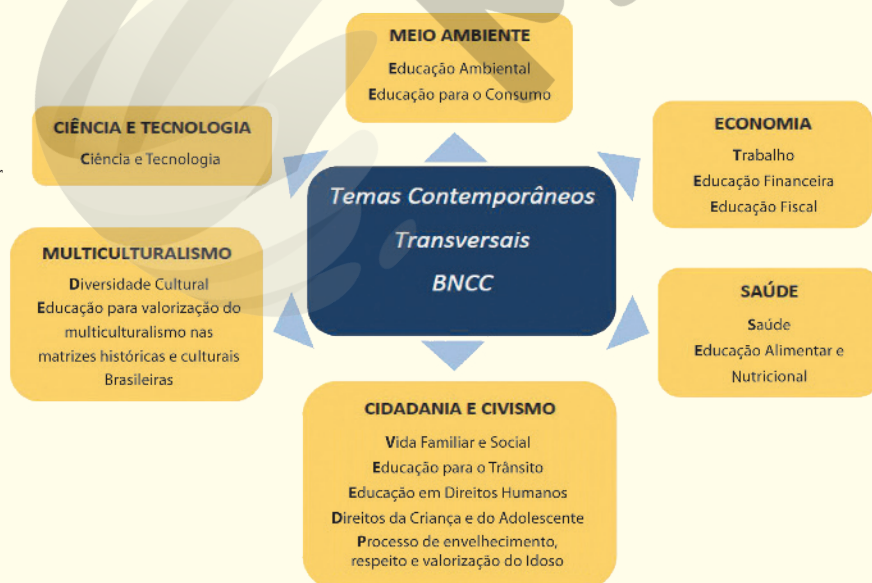 MEIO AMBIENTE
Educação Ambiental
Educação para o Consumo
CIÊNCIA E TECNOLOGIA
Ciência e Tecnologia
ECONOMIA
Trabalho
Educação Financeira
Educação Fiscal
Temas Contemporâneos
Transversais
BNCC
MULTICULTURALISMO
Diversidade Cultural
Educação para valorização do
multiculturalismo nas
matrizes históricas e culturais
Brasileiras
SAÚDE
Saúde
Educação Alimentar e
Nutricional
CIDADANIA E CIVISMO
Vida Familiar e Social
Educação para o Trânsito
Educação em Direitos Humanos
Direitos da Criança e do Adolescente
Processo de envelhecimento,
respeito e valorização do Idoso